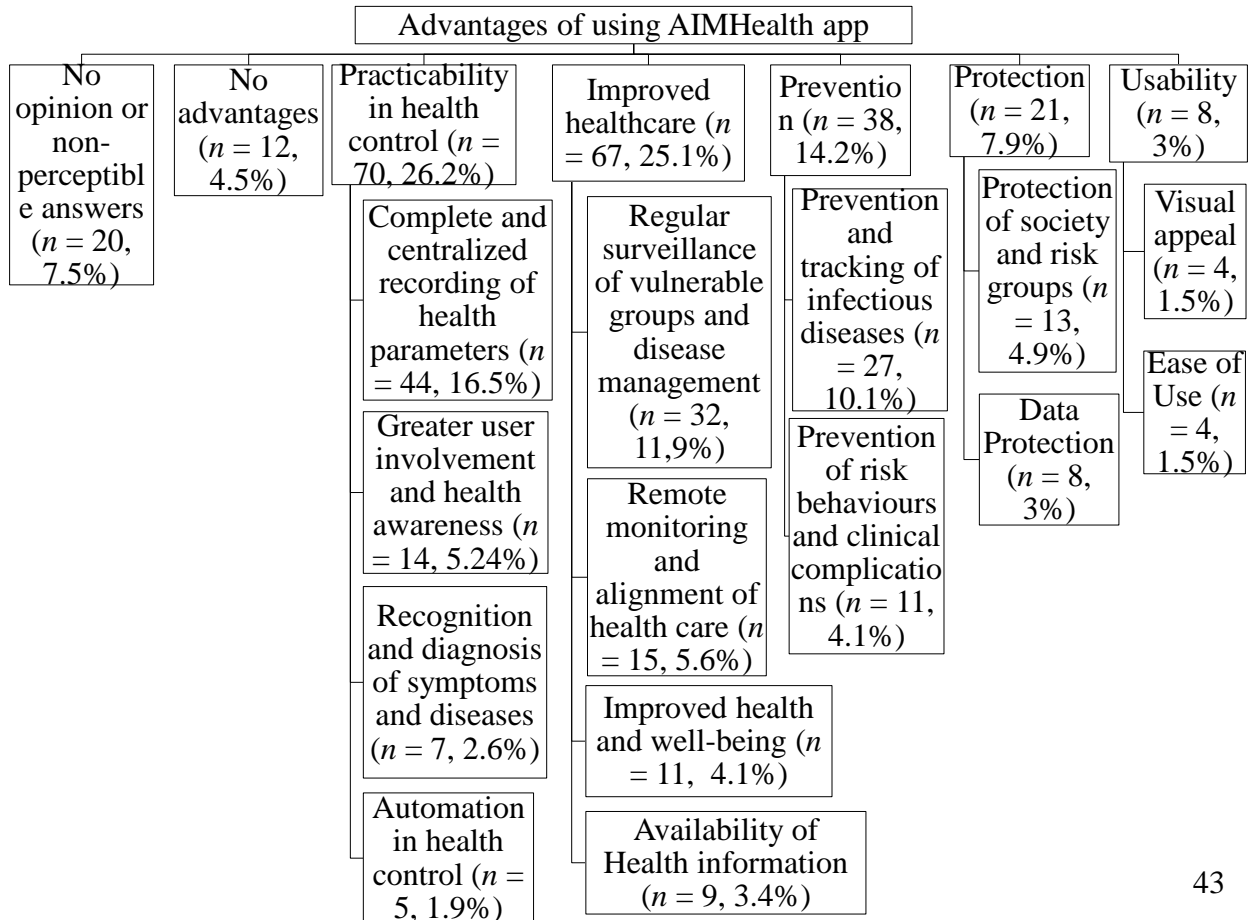 Advantages of using AIMHealth app
No
opinion or
non-
perceptibl
e answers
(n = 20,
7.5%)
No
advantages
(n = 12,
4.5%)
Practicability
in health
control (n =
70, 26.2%)
Complete and
centralized
recording of
health
parameters (n
= 44, 16.5%)
Greater user
involvement
and health
awareness (n
= 14, 5.24%)
Recognition
and diagnosis
of symptoms
and diseases
(n = 7, 2.6%)
Automation
in health
control (n =
5, 1.9%)
Improved
healthcare (n
= 67, 25.1%)
Regular
surveillance
of vulnerable
groups and
disease
management
(n = 32,
11,9%)
Remote
monitoring
and
alignment of
health care (n
= 15, 5.6%)
Improved health
and well-being (n
= 11, 4.1%)
Availability of
Health information
(n = 9, 3.4%)
Preventio
n (n = 38,
14.2%)
Prevention
and
tracking of
infectious
diseases (n
= 27,
10.1%)
Prevention
of risk
behaviours
and clinical
complicatio
ns (n = 11,
4.1%)
Protection
(n = 21,
7.9%)
Protection
of society
and risk
groups (n
= 13,
4.9%)
Data
Protection
(n = 8,
3%)
Usability
(n = 8,
3%)
Visual
appeal
(n = 4,
1.5%)
Ease of
Use (n
= 4,
1.5%)
43